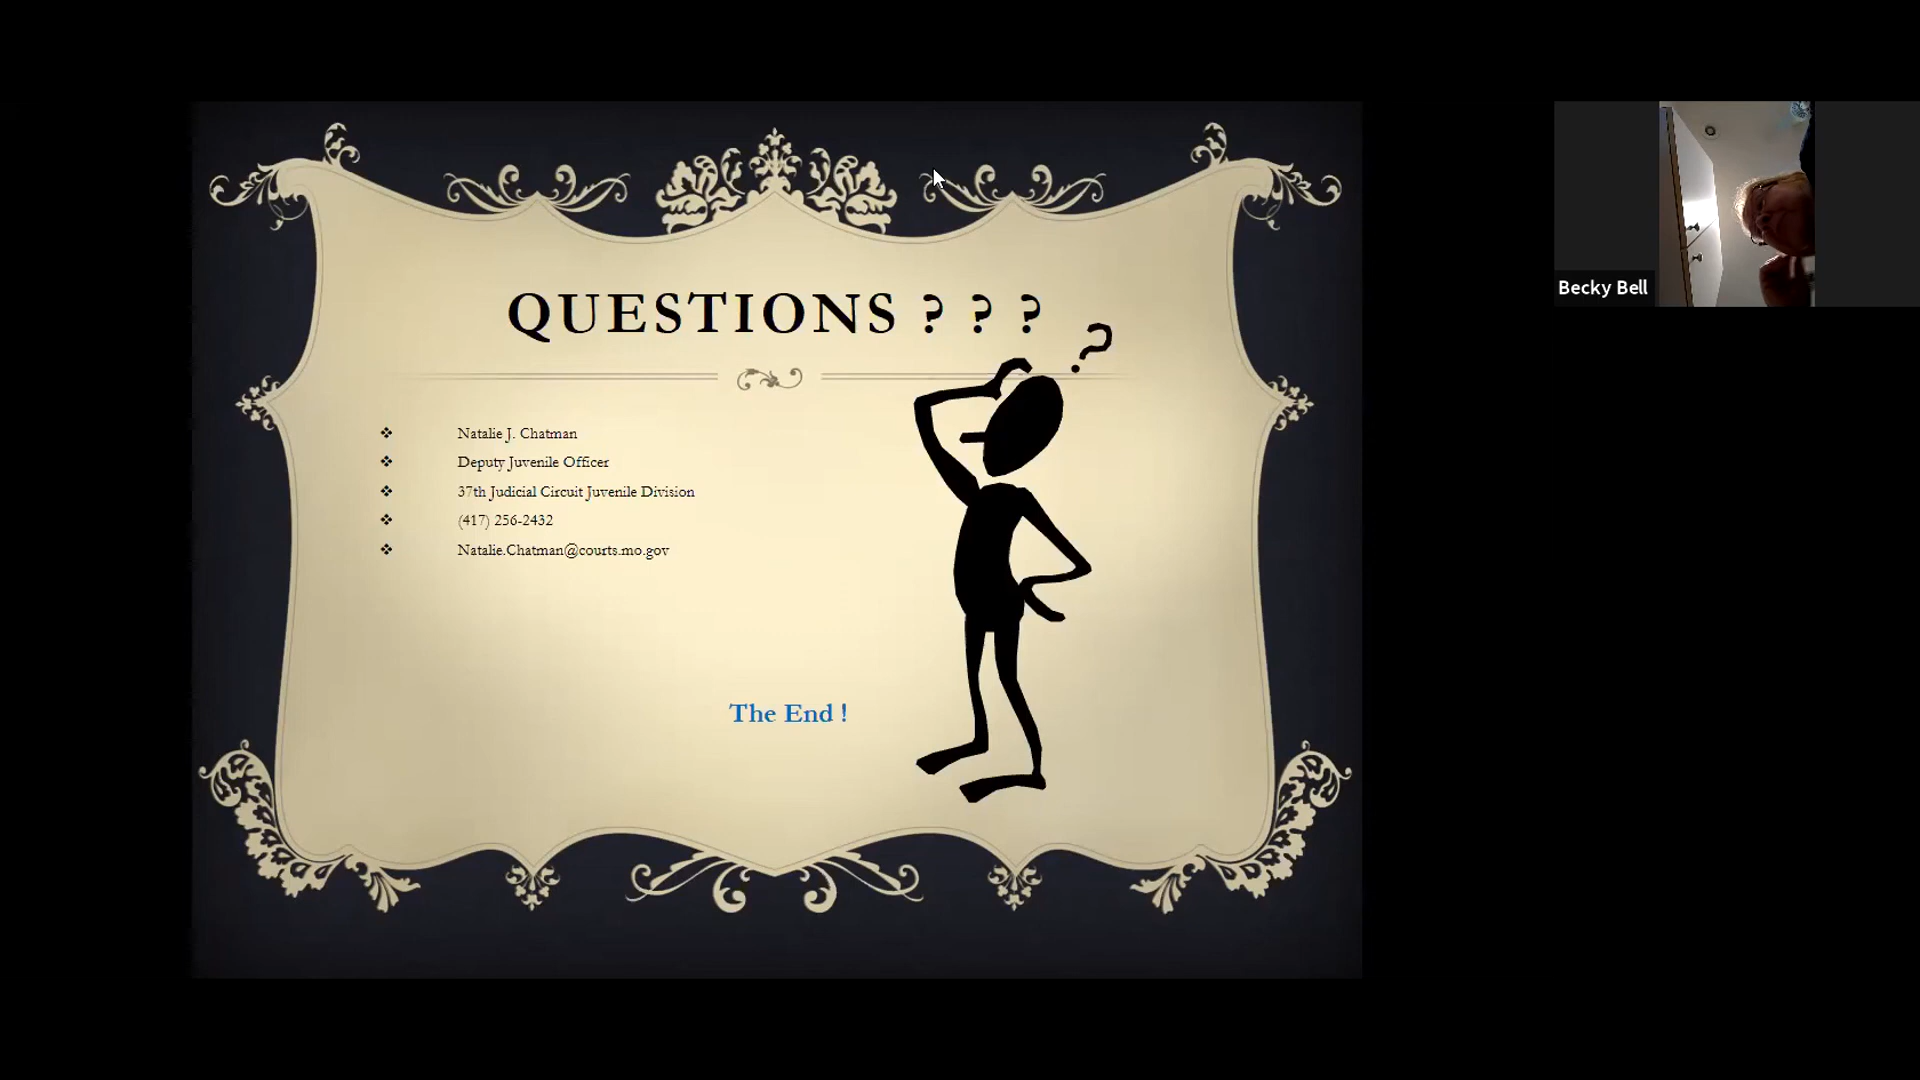 QUESTIONS ? ? ?
?
Natalie J. Chatman
Deputy Juvenile Officer
37th Judicial Circuit Juvenile Division
(417) 256-2432
Natalie.Chatman@courts.mo.gov
The End !
Becky Bell